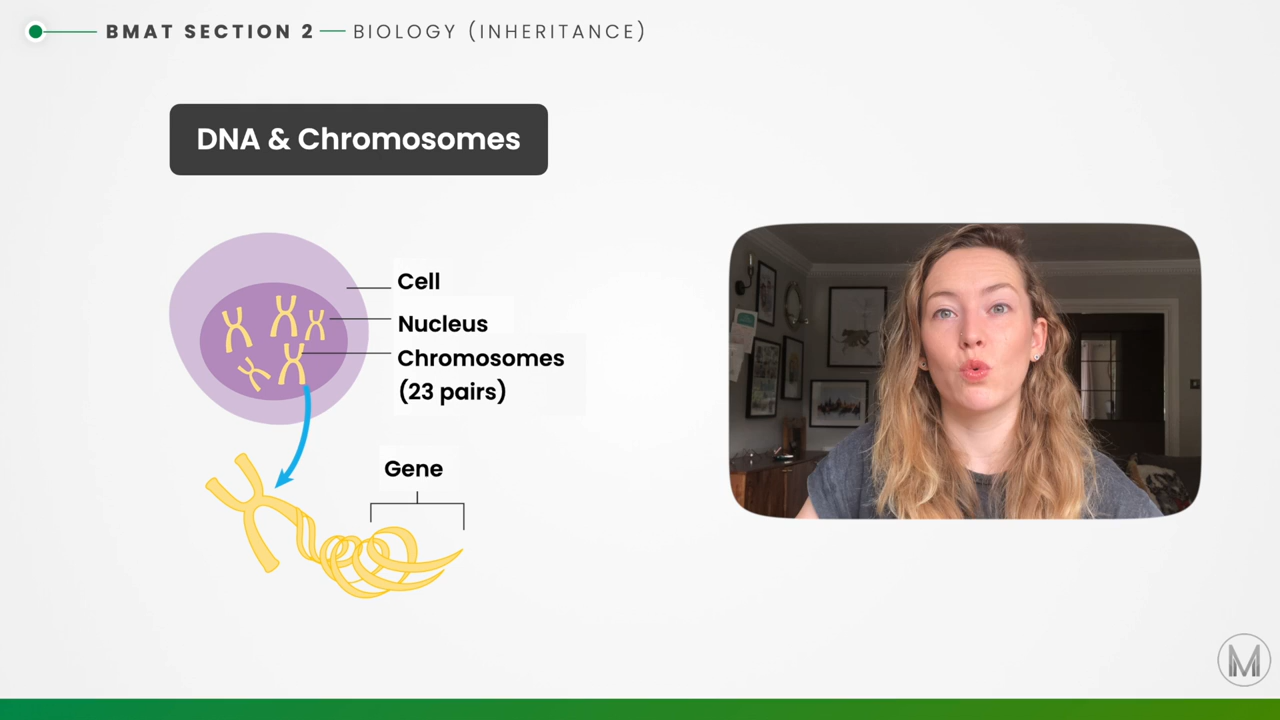 BMAT SECTION 2 — BIOLOGY (INHERITANCE)
DNA & Chromosomes
Cell
Nucleus
Chromosomes
(23 pairs)
Gene
M